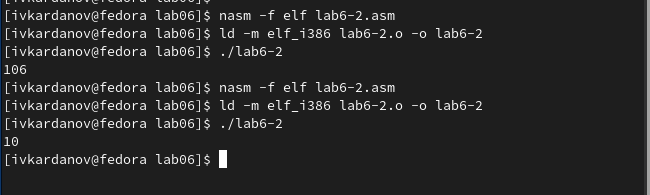 [ivkardanov@fedora lab06]$ nasm -f elf lab6-2.asm
[ivkardanov@fedora lab06]$ ld -m elf_i386 lab6-2.o -o lab6-2
[ivkardanov@fedora lab06]$ ./lab6-2
106
[ivkardanov@fedora lab06]$ nasm -f elf lab6-2.asm
[ivkardanov@fedora lab06]$ ld -m elf_i386 lab6-2.o -o lab6-2
[ivkardanov@fedora lab06]$ ./lab6-2
10
[ivkardanov@fedora lab06]$